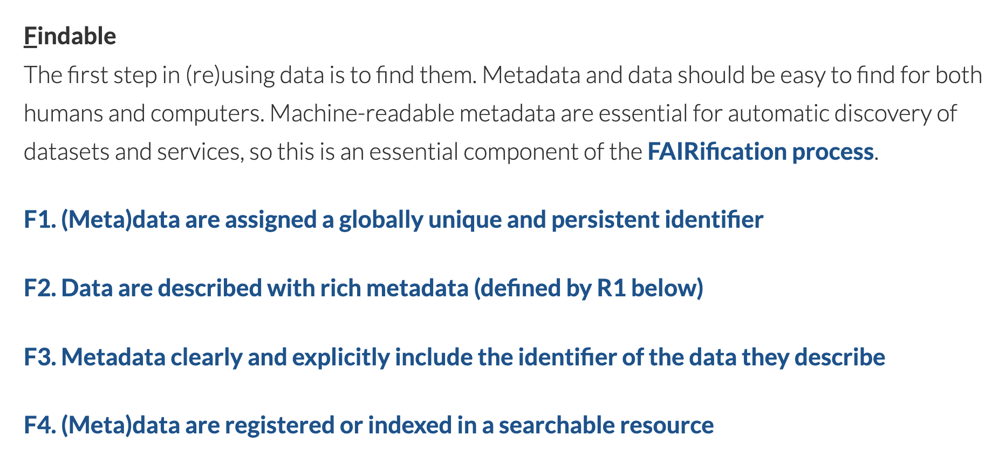 Findable
The first step in (re)using data is to find them. Metadata and data should be easy to find for both
humans and computers. Machine-readable metadata are essential for automatic discovery of
datasets and services, so this is an essential component of the FAIRification process.
F1. (Meta)data are assigned a globally unique and persistent identifier
F2. Data are described with rich metadata (defined by R1 below)
F3. Metadata clearly and explicitly include the identifier of the data they describe
F4. (Meta)data are registered or indexed in a searchable resource